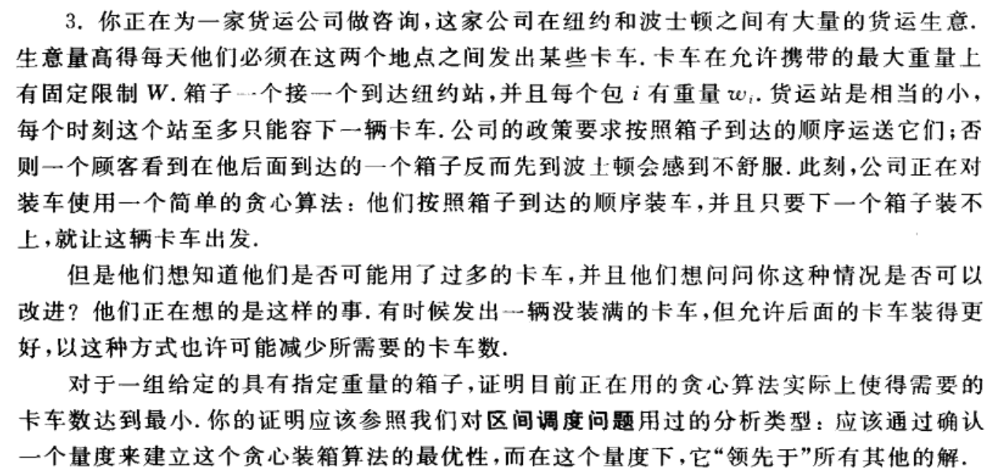 3. 你正在为一家货运公司做咨询,这家公司在纽约和波士顿之间有大量的货运生意.
生意量高得每天他们必须在这两个地点之间发出某些卡车. 卡车在允许携带的最大重量上
有固定限制 W. 箱子一个接一个到达纽约站,并且每个包 i 有重量 wᵢ. 货运站是相当的小,
每个时刻这个站至多只能容下一辆卡车. 公司的政策要求按照箱子到达的顺序运送它们;否
则一个顾客看到在他后面到达的一个箱子反而先到波士顿会感到不舒服. 此刻,公司正在对
装车使用一个简单的贪心算法: 他们按照箱子到达的顺序装车,并且只要下一个箱子装不
上,就让这辆卡车出发.
但是他们想知道他们是否可能用了过多的卡车,并且他们想问问你这种情况是否可以
改进? 他们正在想的是这样的事. 有时候发出一辆没装满的卡车,但允许后面的卡车装得更
好,以这种方式也许可能减少所需要的卡车数.
对于一组给定的具有指定重量的箱子,证明目前正在用的贪心算法实际上使得需要的
卡车数达到最小. 你的证明应该参照我们对区间调度问题用过的分析类型: 应该通过确认
一个量度来建立这个贪心装箱算法的最优性,而在这个量度下,它“领先于”所有其他的解.